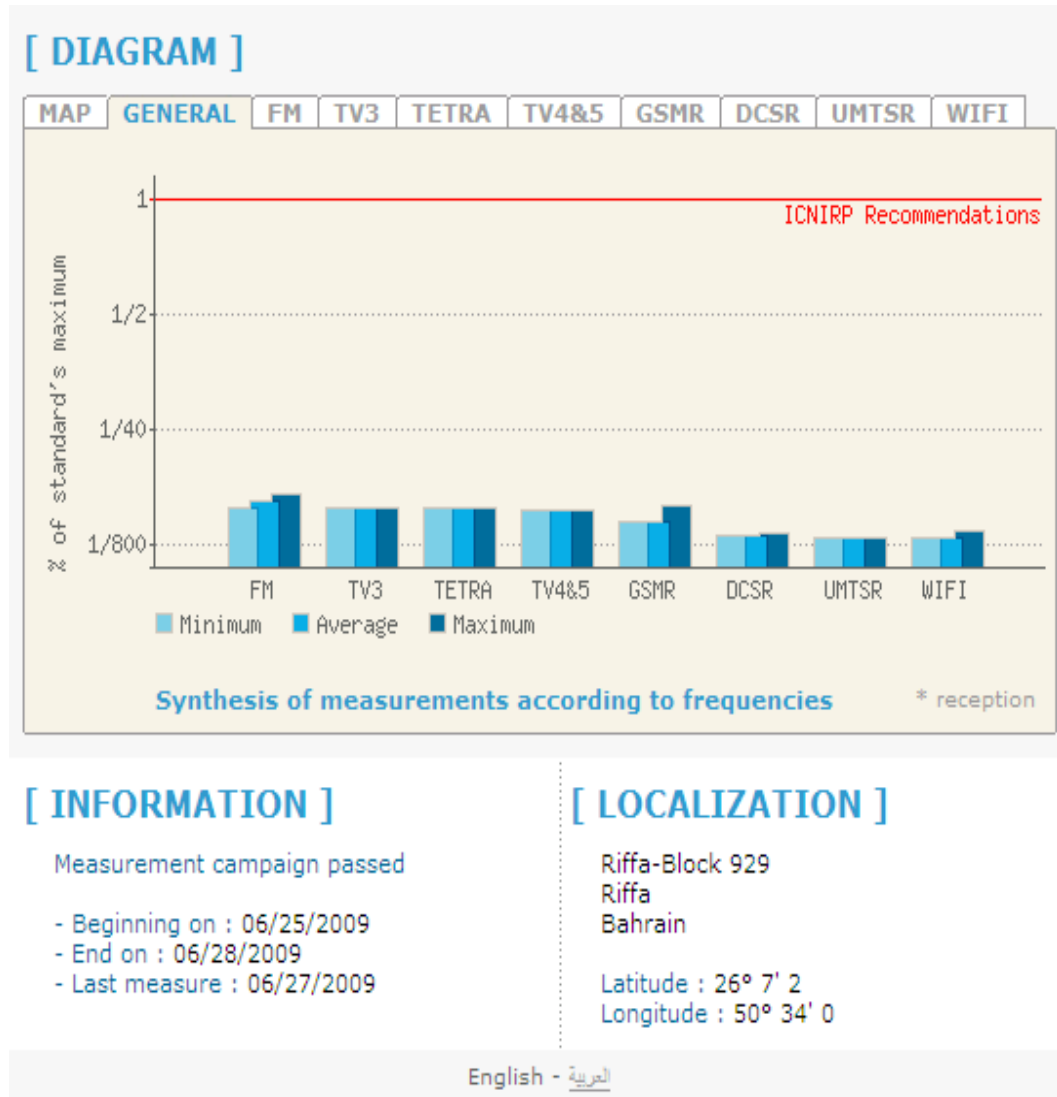 [ DIAGRAM ]
MAP GENERAL FM TV3 TETRA TV4&5 GSMR DCSR UMTSR WIFI
% of standard's maximum
1
ICNIRP Recommendations
1/2
1/40
1/800
FM TV3 TETRA TV4&5 GSMR DCSR UMTSR WIFI
Minimum Average Maximum
Synthesis of measurements according to frequencies * reception
[ INFORMATION ]
Measurement campaign passed
- Beginning on : 06/25/2009
- End on : 06/28/2009
- Last measure : 06/27/2009
[ LOCALIZATION ]
Riffa-Block 929
Riffa
Bahrain
Latitude : 26° 7' 2
Longitude : 50° 34' 0
English - العربية